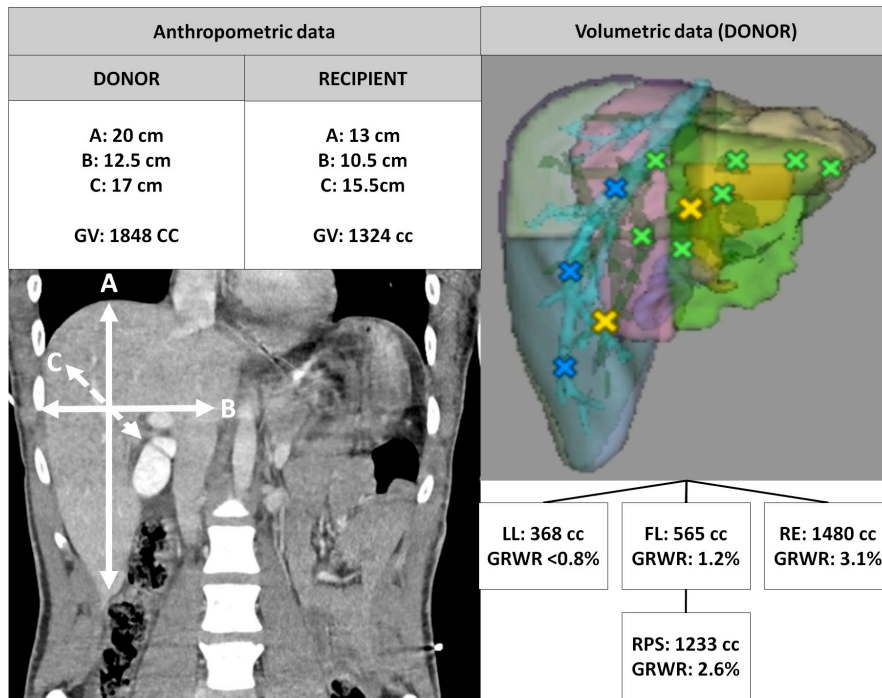 Anthropometric data
DONOR
RECIPIENT
A: 20 cm
B: 12.5 cm
C: 17 cm
GV: 1848 CC
A: 13 cm
B: 10.5 cm
C: 15.5cm
GV: 1324 cc
A
C
B
Volumetric data (DONOR)
LL: 368 cc
GRWR <0.8%
FL: 565 cc
GRWR: 1.2%
RE: 1480 cc
GRWR: 3.1%
RPS: 1233 cc
GRWR: 2.6%